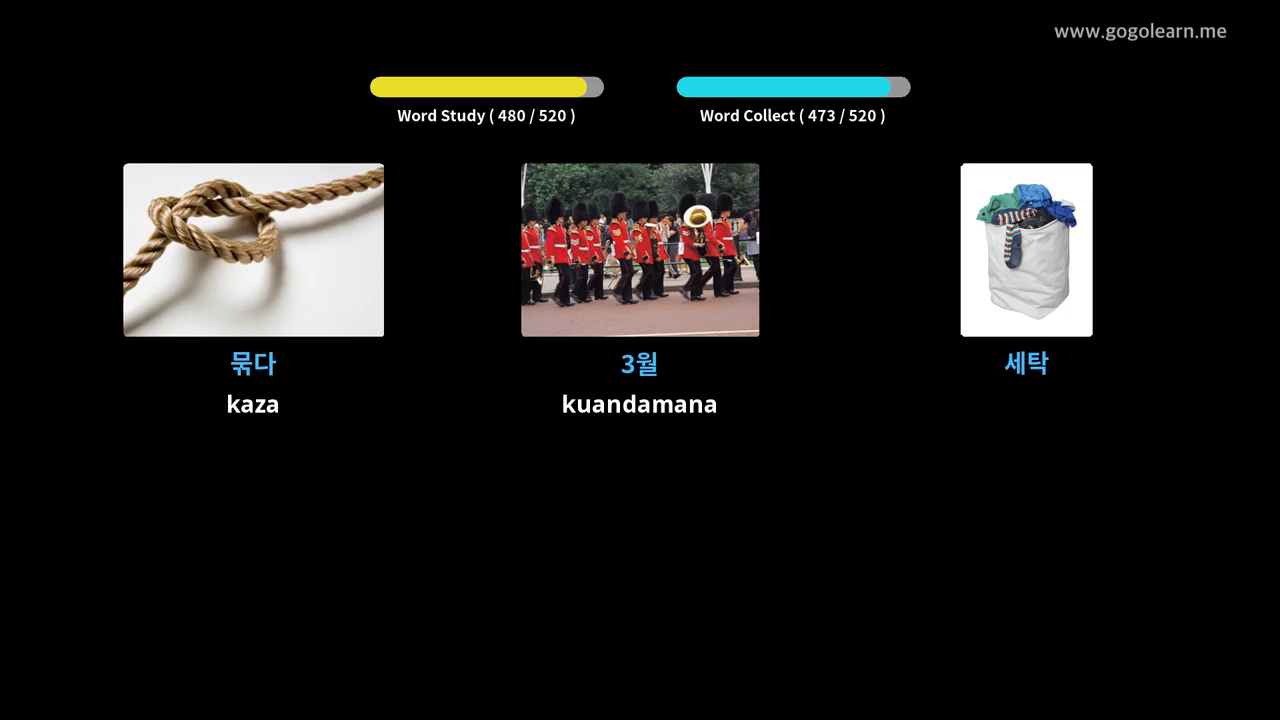 www.gogolearn.me
Word Study ( 480 / 520 )
Word Collect ( 473 / 520 )
묶다
3월
세탁
kaza
kuandamana